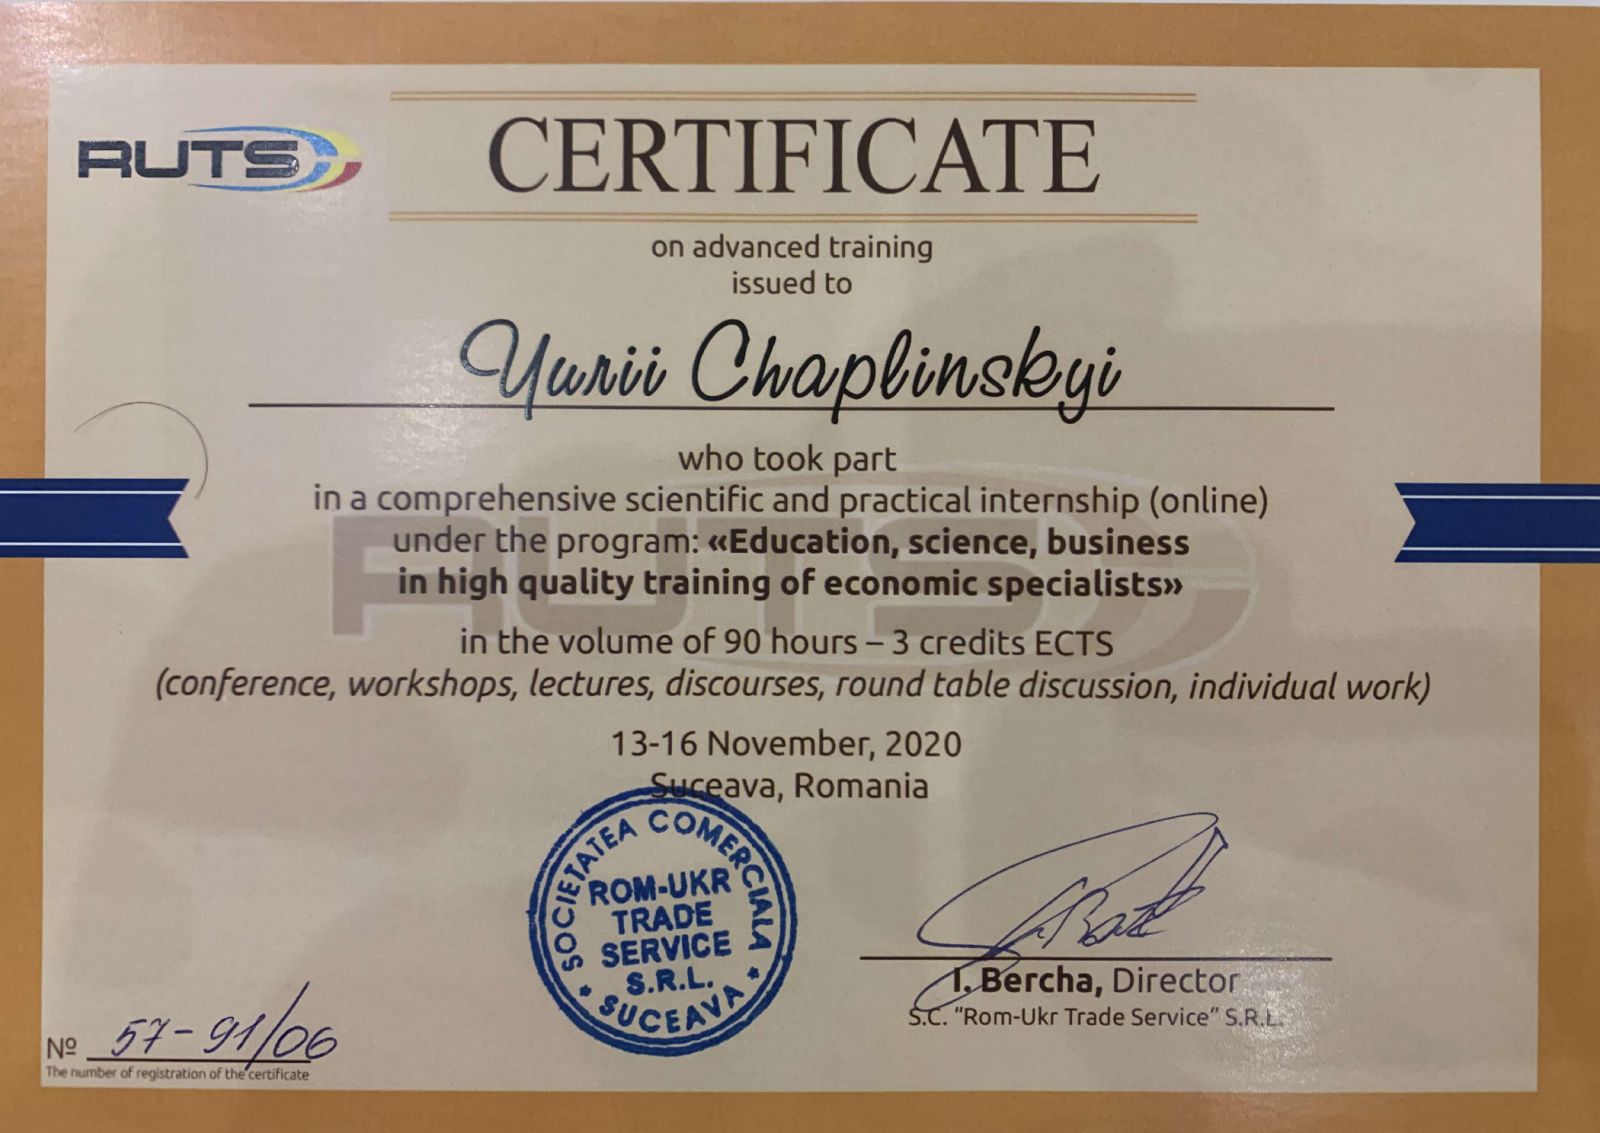 RUTS
CERTIFICATE
on advanced training
issued to
Yurii Chaplinskyi
who took part
in a comprehensive scientific and practical internship (online)
under the program: «Education, science, business
in high quality training of economic specialists»
in the volume of 90 hours – 3 credits ECTS
(conference, workshops, lectures, discourses, round table discussion, individual work)
13-16 November, 2020
Suceava, Romania
SOCIETATEA COMERCIALA
ROM-UKR
TRADE
SERVICE
S.R.L.
* SUCEAVA *
I. Bercha, Director
S.C. "Rom-Ukr Trade Service" S.R.L.
№ 57-91/06
The number of registration of the certificate